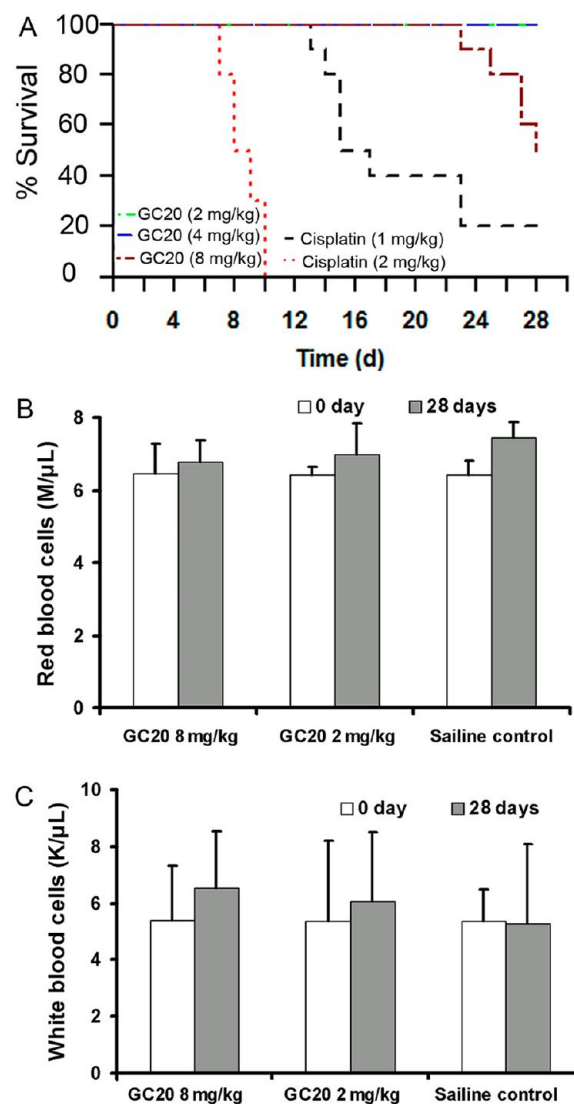 A
% Survival
100
80
60
40
20
0
GC20 (2 mg/kg)
GC20 (4 mg/kg)
GC20 (8 mg/kg)
Cisplatin (1 mg/kg)
Cisplatin (2 mg/kg)
0 4 8 12 16 20 24 28
Time (d)
B
0 day 28 days
Red blood cells (M/µL)
8
6
4
2
0
GC20 8 mg/kg GC20 2 mg/kg Sailine control
C
0 day 28 days
White blood cells (K/µL)
10
8
6
4
2
0
GC20 8 mg/kg GC20 2 mg/kg Sailine control